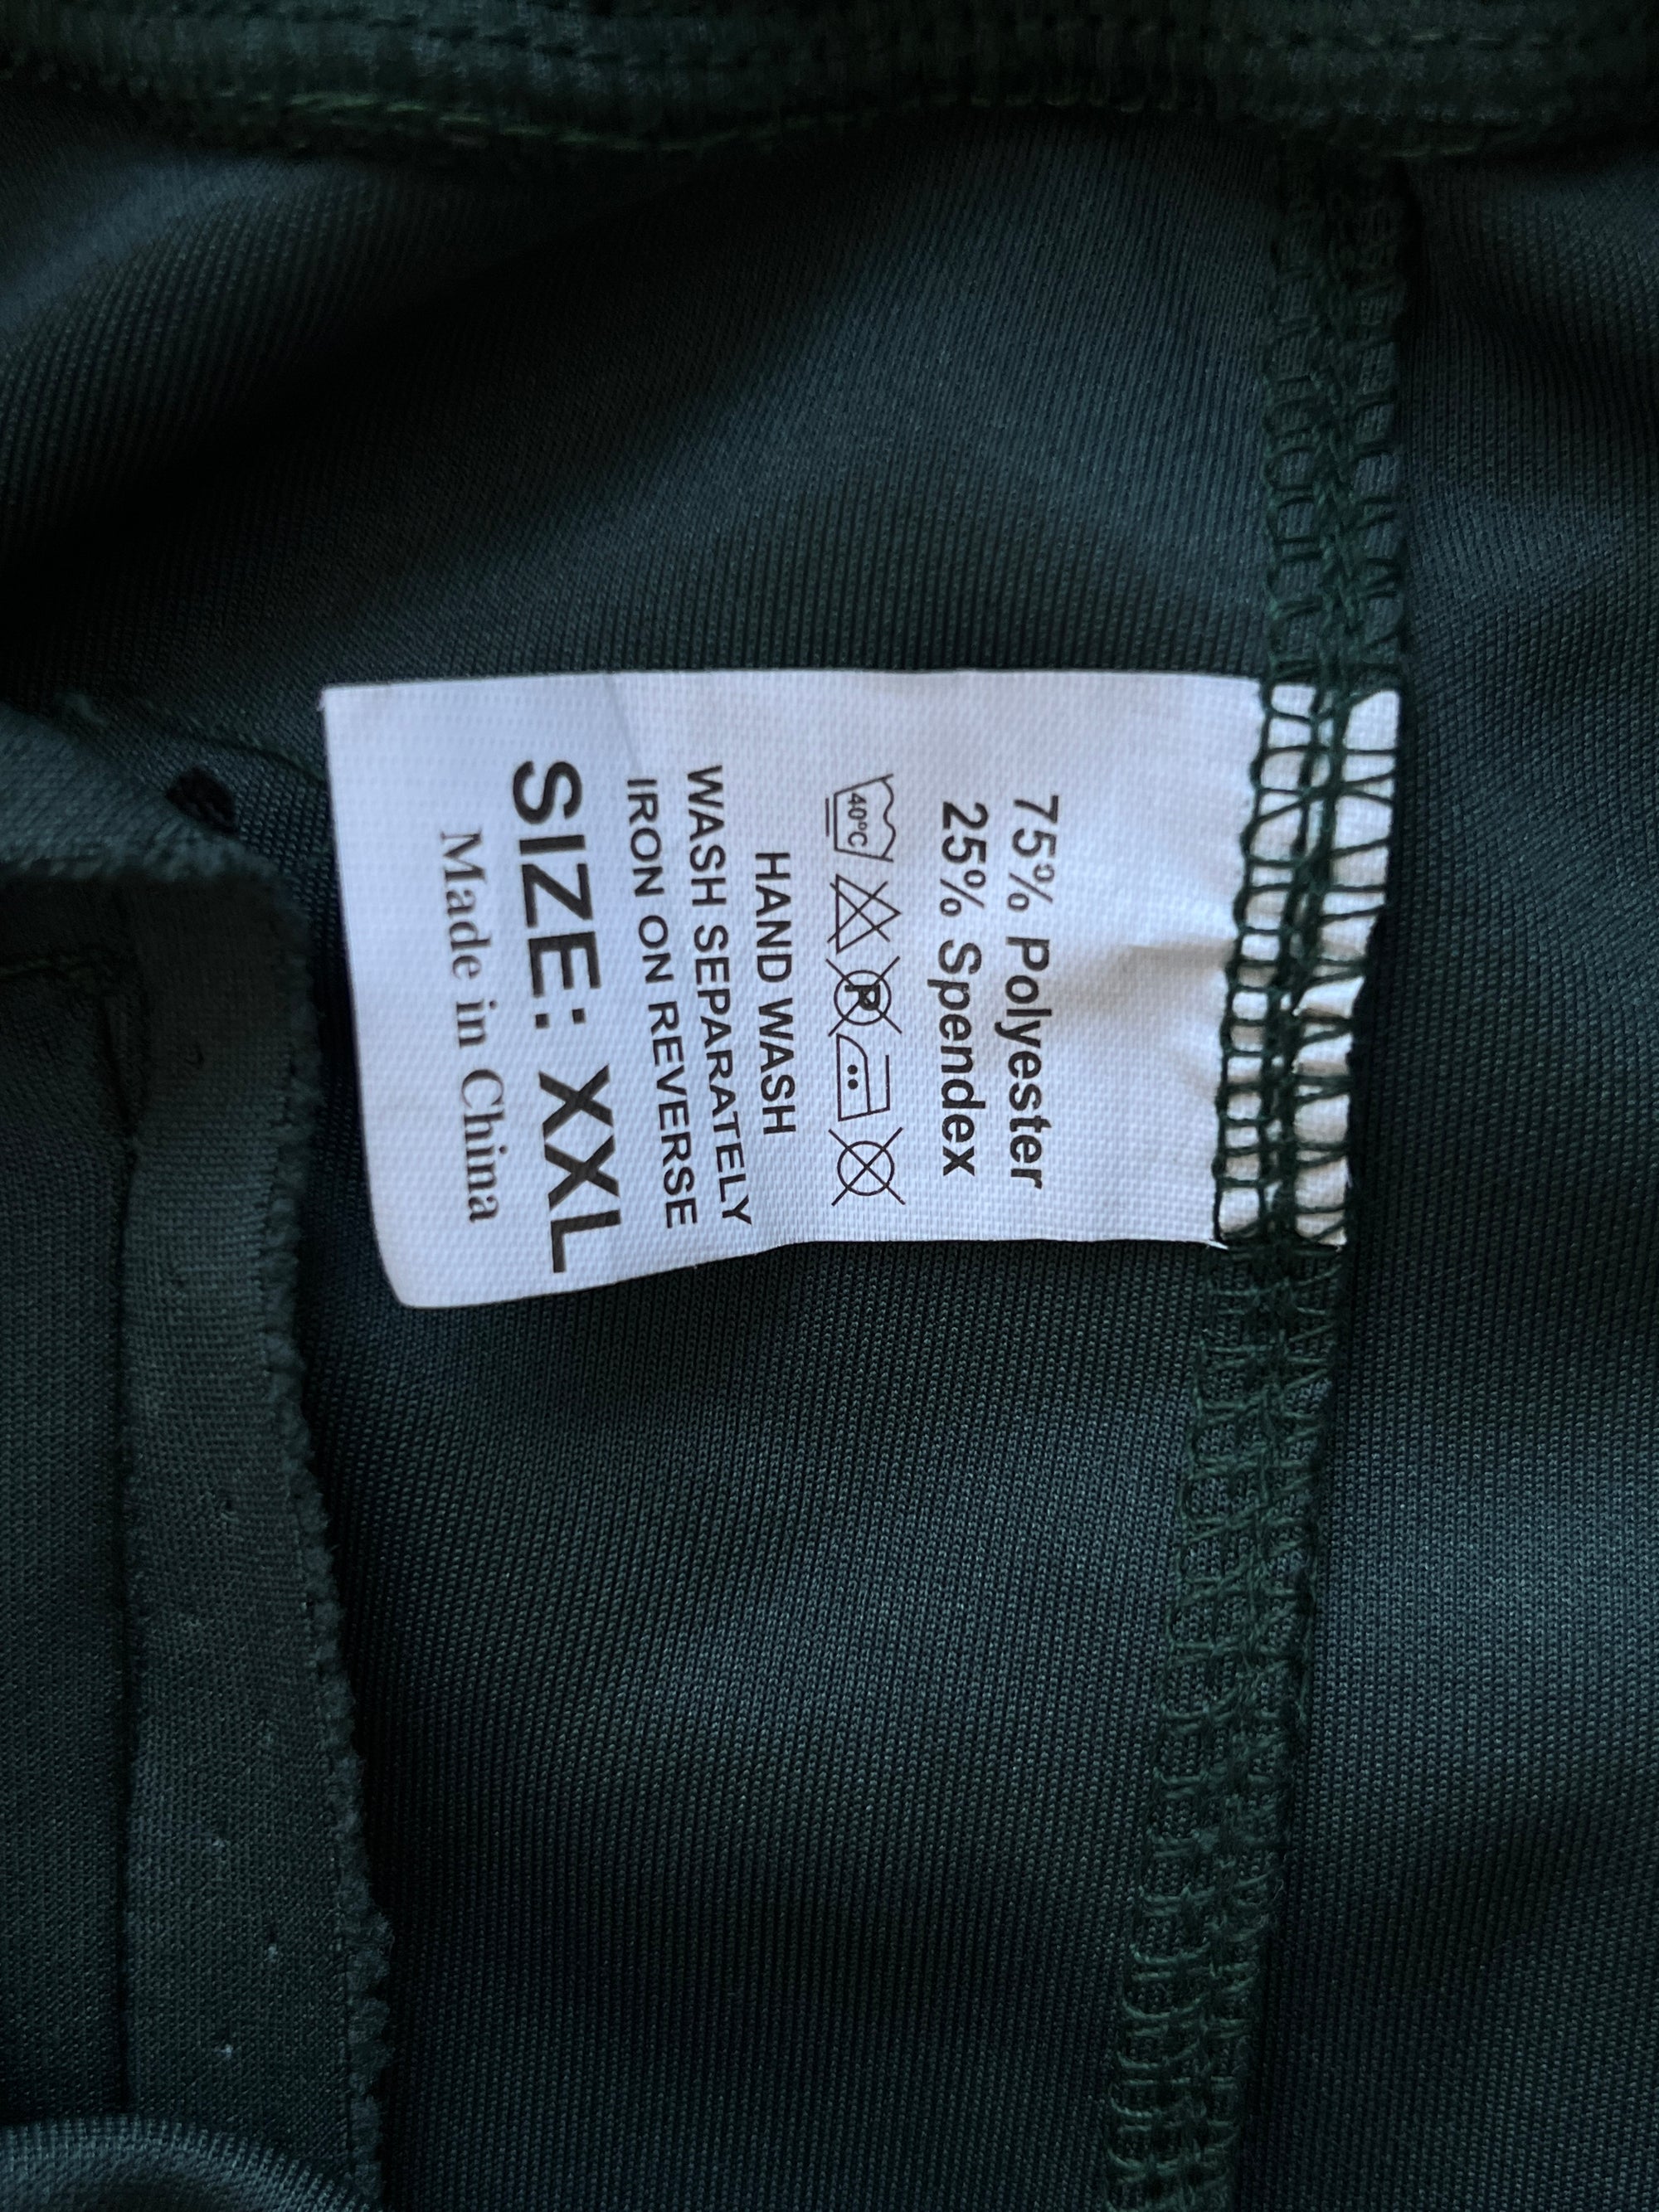 75% Polyester
25% Spendex
40°C P
HAND WASH
WASH SEPARATELY
IRON ON REVERSE
SIZE: XXL
Made in China